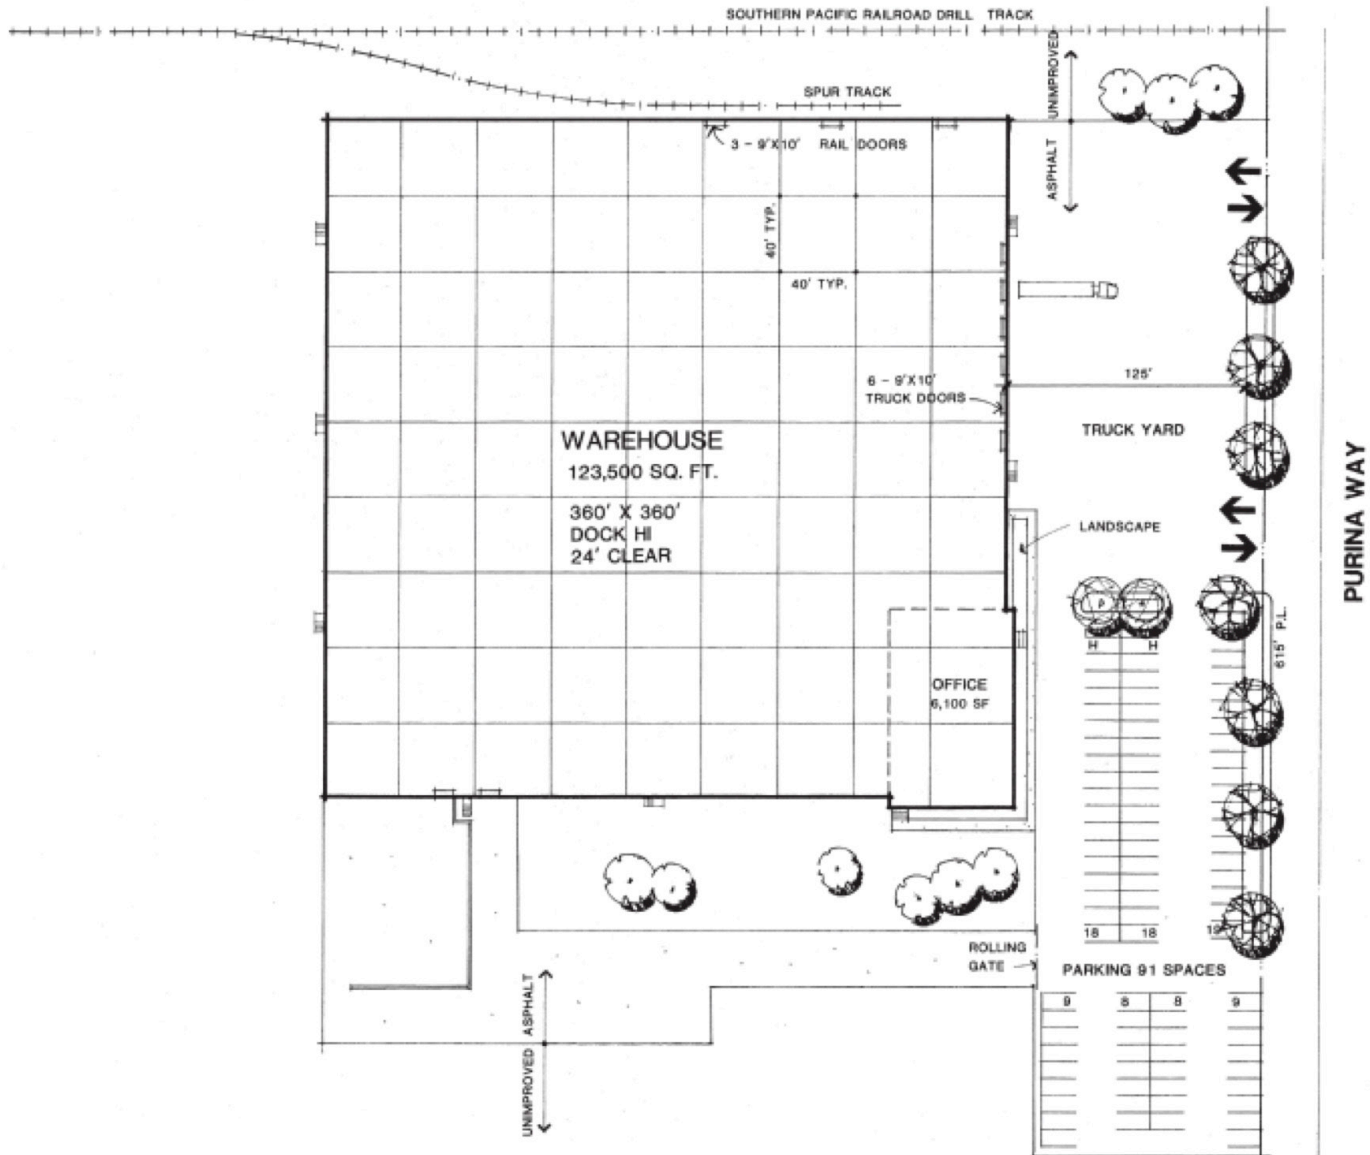 SOUTHERN PACIFIC RAILROAD DRILL TRACK
SPUR TRACK
UNIMPROVED
ASPHALT
3 - 9'X10' RAIL DOORS
40' TYP.
40' TYP.
6 - 9'X10'
TRUCK DOORS
125'
TRUCK YARD
WAREHOUSE
123,500 SQ. FT.
360' X 360'
DOCK HI
24' CLEAR
LANDSCAPE
PURINA WAY
615' P.L.
H H
OFFICE
6,100 SF
18 18
ROLLING
GATE
PARKING 91 SPACES
9 8 8 9
ASPHALT
UNIMPROVED